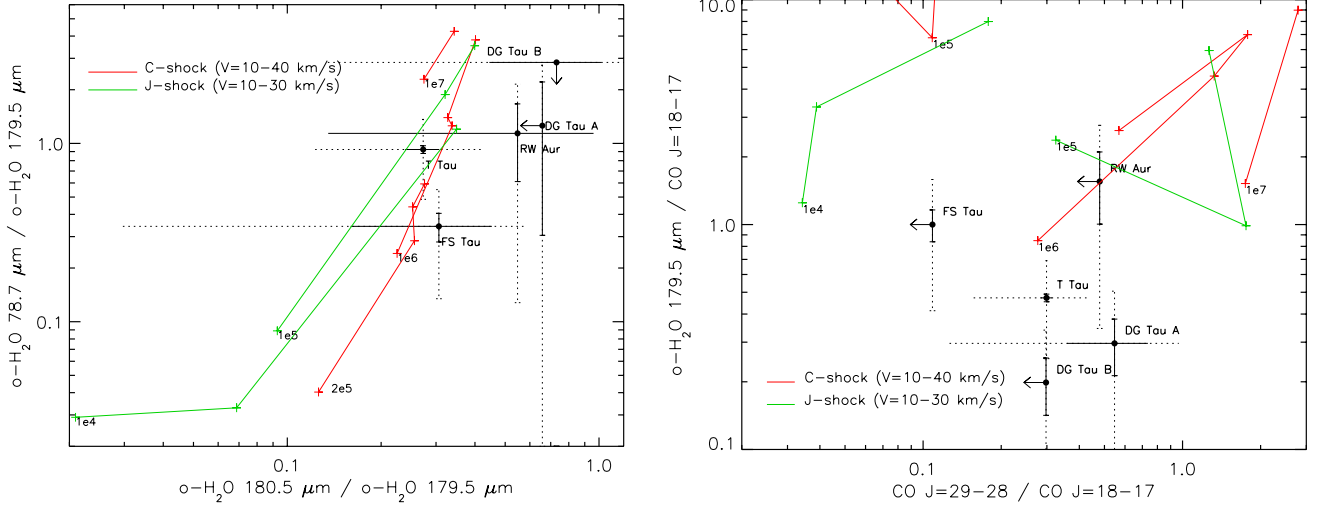 o-H2O 78.7 μm / o-H2O 179.5 μm
1.0
0.1
C-shock (V=10-40 km/s)
J-shock (V=10-30 km/s)
DG Tau B
1e7
DG Tau A
RW Aur
T Tau
FS Tau
1e6
1e5
2e5
1e4
0.1
1.0
o-H2O 180.5 μm / o-H2O 179.5 μm
o-H2O 179.5 μm / CO J=18-17
10.0
1.0
0.1
1e5
1e4
1e5
RW Aur
1e7
FS Tau
1e6
T Tau
DG Tau A
DG Tau B
C-shock (V=10-40 km/s)
J-shock (V=10-30 km/s)
0.1
1.0
CO J=29-28 / CO J=18-17